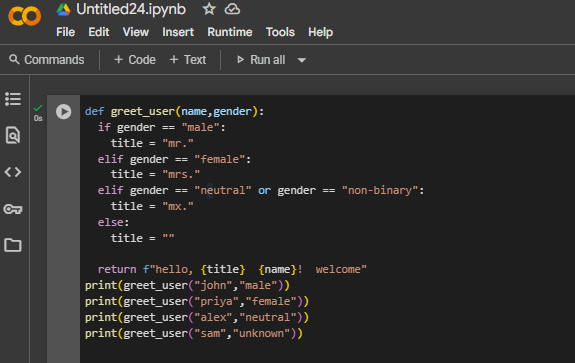 Untitled24.ipynb
File Edit View Insert Runtime Tools Help
Commands + Code + Text Run all
0s
def greet_user(name,gender):
  if gender == "male":
    title = "mr."
  elif gender == "female":
    title = "mrs."
  elif gender == "neutral" or gender == "non-binary":
    title = "mx."
  else:
    title = ""

  return f"hello, {title}  {name}!  welcome"
print(greet_user("john","male"))
print(greet_user("priya","female"))
print(greet_user("alex","neutral"))
print(greet_user("sam","unknown"))